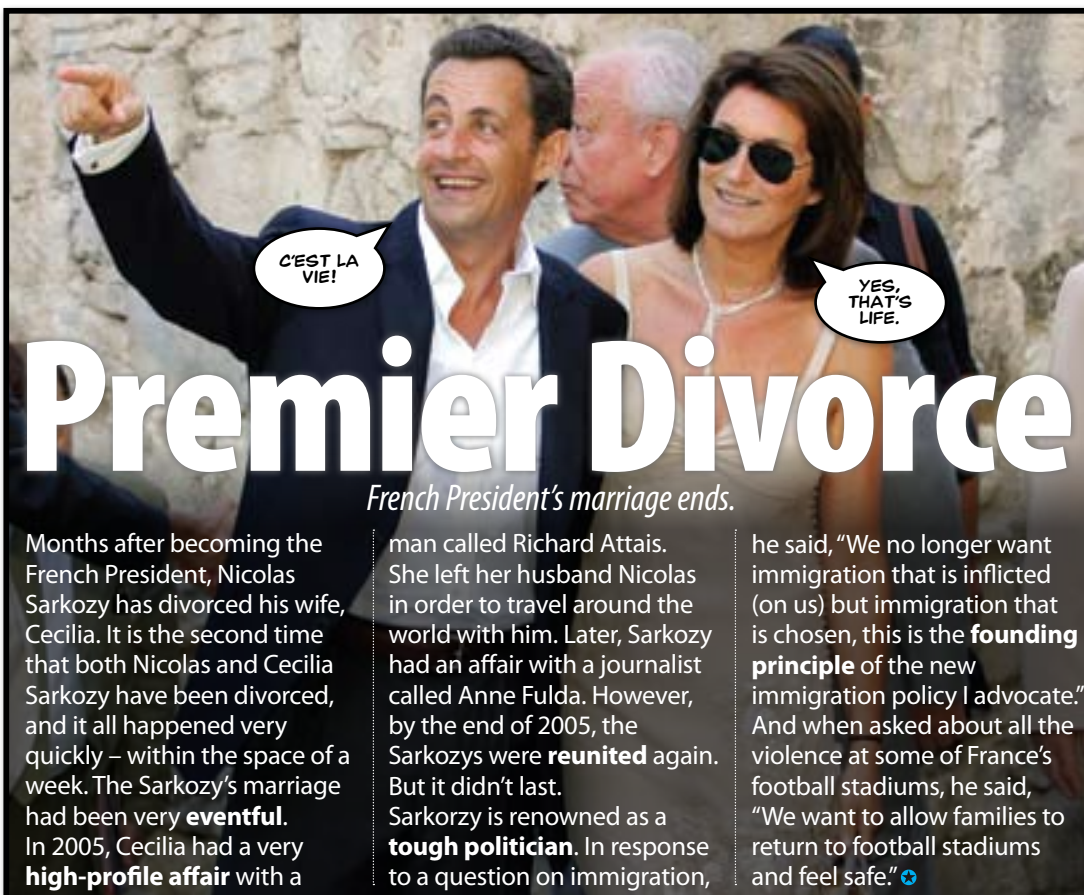 C'EST LA
VIE!
YES,
THAT'S
LIFE.
Premier Divorce
French President's marriage ends.
Months after becoming the
French President, Nicolas
Sarkozy has divorced his wife,
Cecilia. It is the second time
that both Nicolas and Cecilia
Sarkozy have been divorced,
and it all happened very
quickly – within the space of a
week. The Sarkozy's marriage
had been very eventful.
In 2005, Cecilia had a very
high-profile affair with a
man called Richard Attais.
She left her husband Nicolas
in order to travel around the
world with him. Later, Sarkozy
had an affair with a journalist
called Anne Fulda. However,
by the end of 2005, the
Sarkozys were reunited again.
But it didn't last.
Sarkorzy is renowned as a
tough politician. In response
to a question on immigration,
he said, “We no longer want
immigration that is inflicted
(on us) but immigration that
is chosen, this is the founding
principle of the new
immigration policy I advocate.”
And when asked about all the
violence at some of France's
football stadiums, he said,
“We want to allow families to
return to football stadiums
and feel safe.”